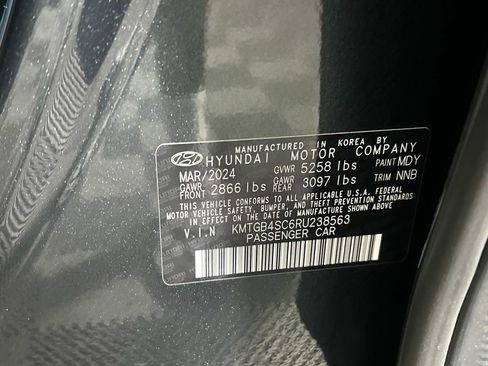 MANUFACTURED IN KOREA BY
HYUNDAI MOTOR COMPANY
MAR/2024 GVWR 5258 lbs PAINT MDY
GAWR FRONT 2866 lbs GAWR REAR 3097 lbs TRIM NNB
THIS VEHICLE CONFORMS TO ALL APPLICABLE U.S.A. FEDERAL
MOTOR VEHICLE SAFETY, BUMPER, AND THEFT PREVENTION
STANDARDS IN EFFECT ON THE DATE OF MANUFACTURE SHOWN ABOVE.
V.I.N KMTGB4SC6RU238563
PASSENGER CAR